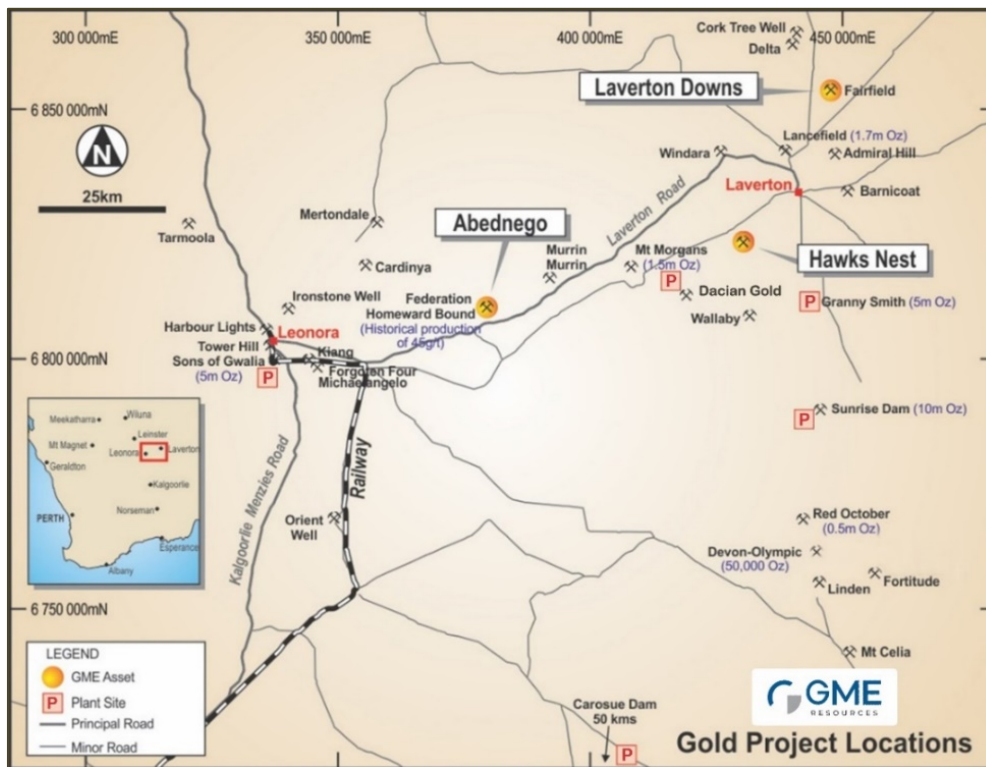 300 000mE
350 000mE
400 000mE
450 000mE
Cork Tree Well
Delta
Laverton Downs
Fairfield
6 850 000mN
N
25km
Lancefield (1.7m Oz)
Windara
Admiral Hill
Laverton
Barnicoat
Laverton Road
Mertondale
Abednego
Tarmoola
Murrin
Murrin
Mt Morgans
(1.5m Oz)
Hawks Nest
Cardinya
P
Dacian Gold
Ironstone Well
Federation
Homeward Bound
(Historical production
of 45g/t)
P
Granny Smith (5m Oz)
Wallaby
Harbour Lights
Leonora
Tower Hill
Sons of Gwalia
(5m Oz)
P
Kiang
Forgoten Four
Michaelangelo
6 800 000mN
Sunrise Dam (10m Oz)
P
Meekatharra
Wiluna
Leinster
Mt Magnet
Leonora
Laverton
Geraldton
Kalgoorlie
PERTH
Norseman
Esperance
Albany
Kalgoorlie Menzies Road
Railway
Orient
Well
Red October
(0.5m Oz)
Devon-Olympic
(50,000 Oz)
Linden
Fortitude
6 750 000mN
Mt Celia
LEGEND
GME Asset
P
Plant Site
Principal Road
Minor Road
Carosue Dam
50 kms
P
GME
RESOURCES
Gold Project Locations